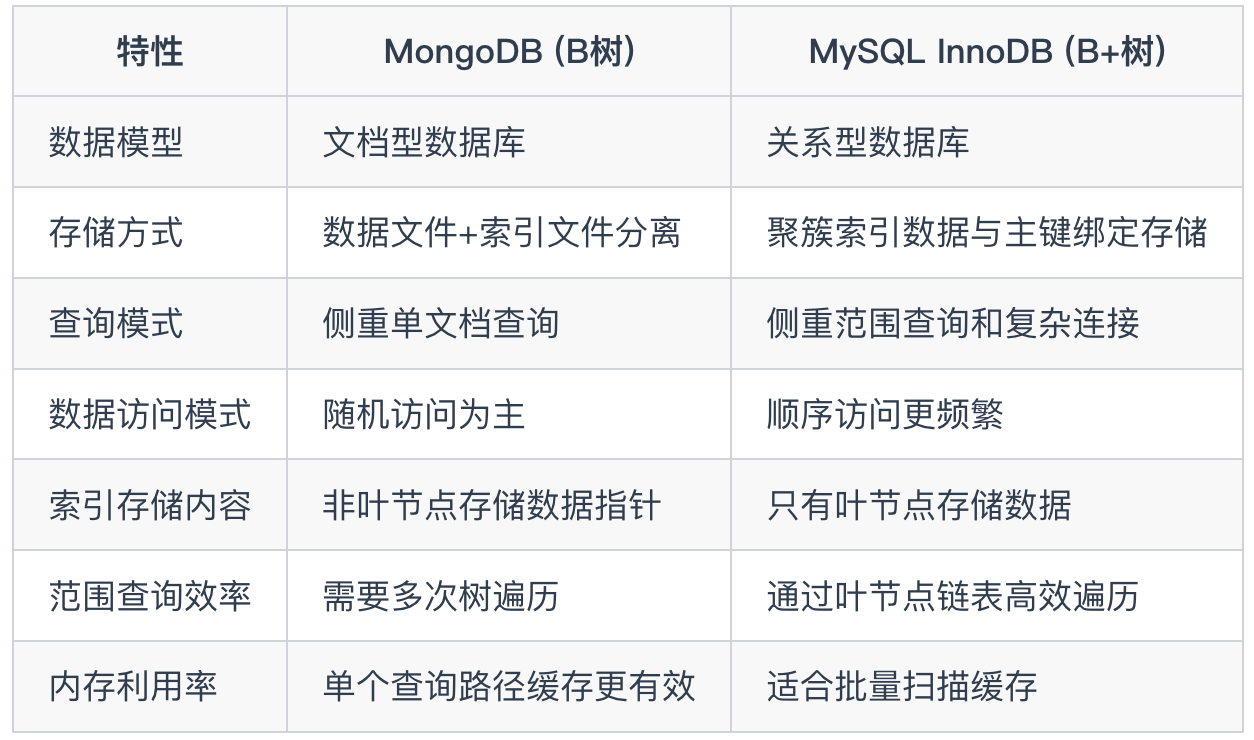 特性 MongoDB (B树) MySQL InnoDB (B+树)
数据模型 文档型数据库 关系型数据库
存储方式 数据文件+索引文件分离 聚簇索引数据与主键绑定存储
查询模式 侧重单文档查询 侧重范围查询和复杂连接
数据访问模式 随机访问为主 顺序访问更频繁
索引存储内容 非叶节点存储数据指针 只有叶节点存储数据
范围查询效率 需要多次树遍历 通过叶节点链表高效遍历
内存利用率 单个查询路径缓存更有效 适合批量扫描缓存